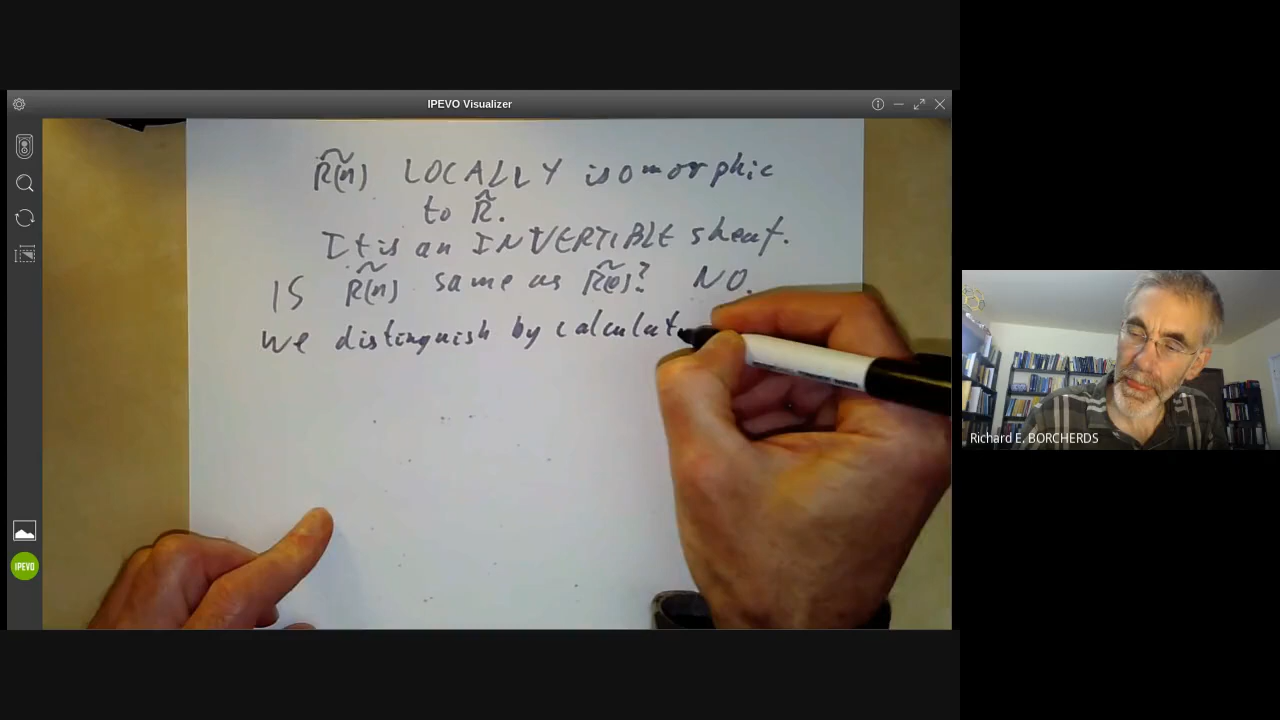 IPEVO Visualizer
R̃(n) LOCALLY isomorphic
to R̃.
It is an INVERTIBLE sheaf.
IS R̃(n) same as R̃(0)? NO.
We distinguish by calculat
IPEVO
Richard E. BORCHERDS